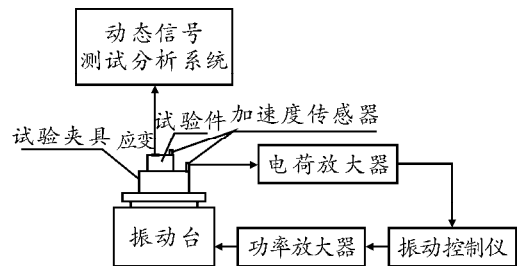 动态信号
测试分析系统
试验夹具
应变
试验件
加速度传感器
电荷放大器
振动台
功率放大器
振动控制仪